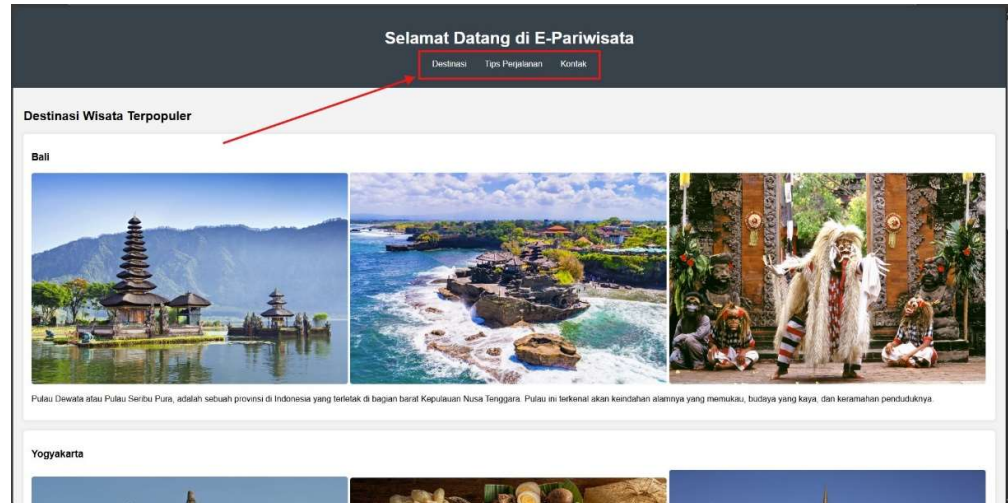 Selamat Datang di E-Pariwisata
Destinasi Tips Perjalanan Kontak
Destinasi Wisata Terpopuler
Bali
Pulau Dewata atau Pulau Seribu Pura, adalah sebuah provinsi di Indonesia yang terletak di bagian barat Kepulauan Nusa Tenggara. Pulau ini terkenal akan keindahan alamnya yang memukau, budaya yang kaya, dan keramahan penduduknya.
Yogyakarta